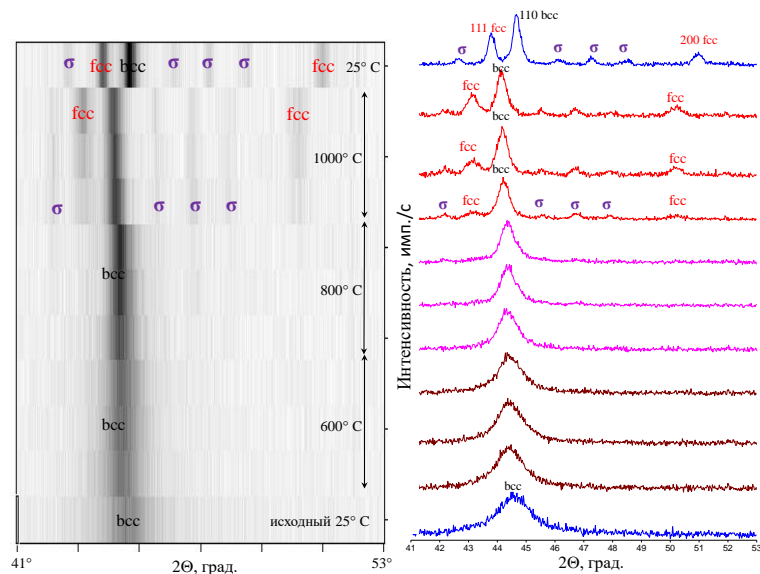 σ fcc bcc σ σ σ fcc 25° C
fcc fcc
1000° C
σ σ σ σ
bcc
800° C
bcc
600° C
bcc исходный 25° C
41° 2Θ, град. 53°
Интенсивность, имп./с
110 bcc
111 fcc
σ σ σ σ 200 fcc
bcc
fcc fcc
bcc
fcc fcc
bcc
σ fcc σ σ σ fcc
bcc
41 42 43 44 45 46 47 48 49 50 51 52 53
2Θ, град.